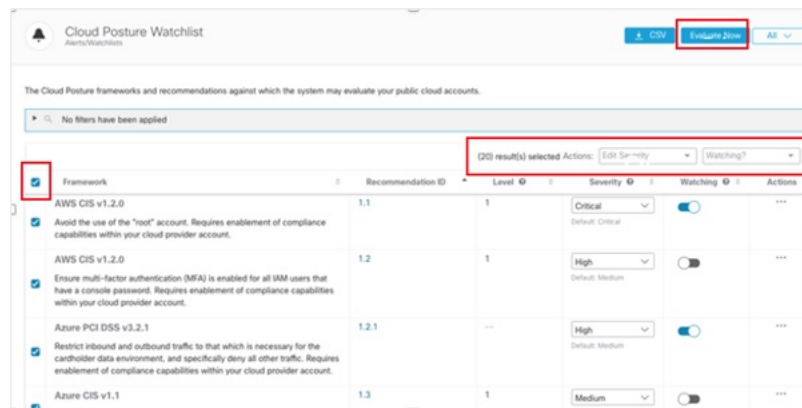 Cloud Posture Watchlist
Alerts/Watchlists
CSV
Evaluate Now
All
The Cloud Posture frameworks and recommendations against which the system may evaluate your public cloud accounts.
No filters have been applied
(20) result(s) selected Actions: Edit Severity Watching?
Framework Recommendation ID Level Severity Watching Actions
AWS CIS v1.2.0 1.1 1 Critical
Avoid the use of the "root" account. Requires enablement of compliance
capabilities within your cloud provider account.
Default: Critical
AWS CIS v1.2.0 1.2 1 High
Ensure multi-factor authentication (MFA) is enabled for all IAM users that
have a console password. Requires enablement of compliance capabilities
within your cloud provider account.
Default: Medium
Azure PCI DSS v3.2.1 1.2.1 -- High
Restrict inbound and outbound traffic to that which is necessary for the
cardholder data environment, and specifically deny all other traffic. Requires
enablement of compliance capabilities within your cloud provider account.
Default: Medium
Azure CIS v1.1 1.3 1 Medium